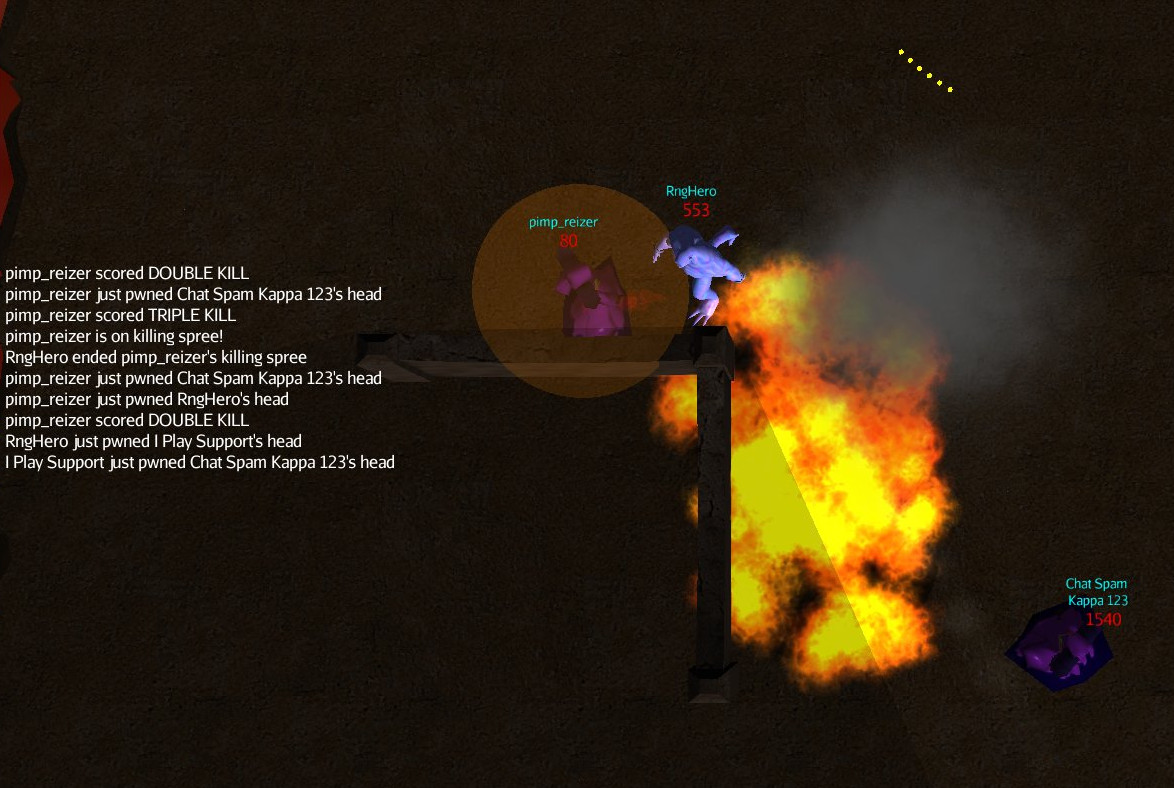 RngHero
553
pimp_reizer
80
pimp_reizer scored DOUBLE KILL
pimp_reizer just pwned Chat Spam Kappa 123's head
pimp_reizer scored TRIPLE KILL
pimp_reizer is on killing spree!
RngHero ended pimp_reizer's killing spree
pimp_reizer just pwned Chat Spam Kappa 123's head
pimp_reizer just pwned RngHero's head
pimp_reizer scored DOUBLE KILL
RngHero just pwned I Play Support's head
I Play Support just pwned Chat Spam Kappa 123's head
Chat Spam
Kappa 123
1540